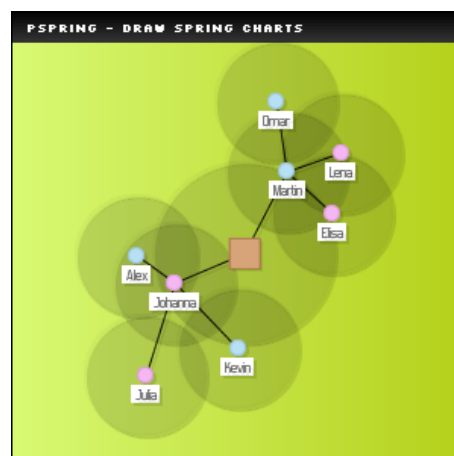 PSPRING - DRAW SPRING CHARTS
Omar
Lena
Martin
Elisa
Alex
Johanna
Kevin
Julia